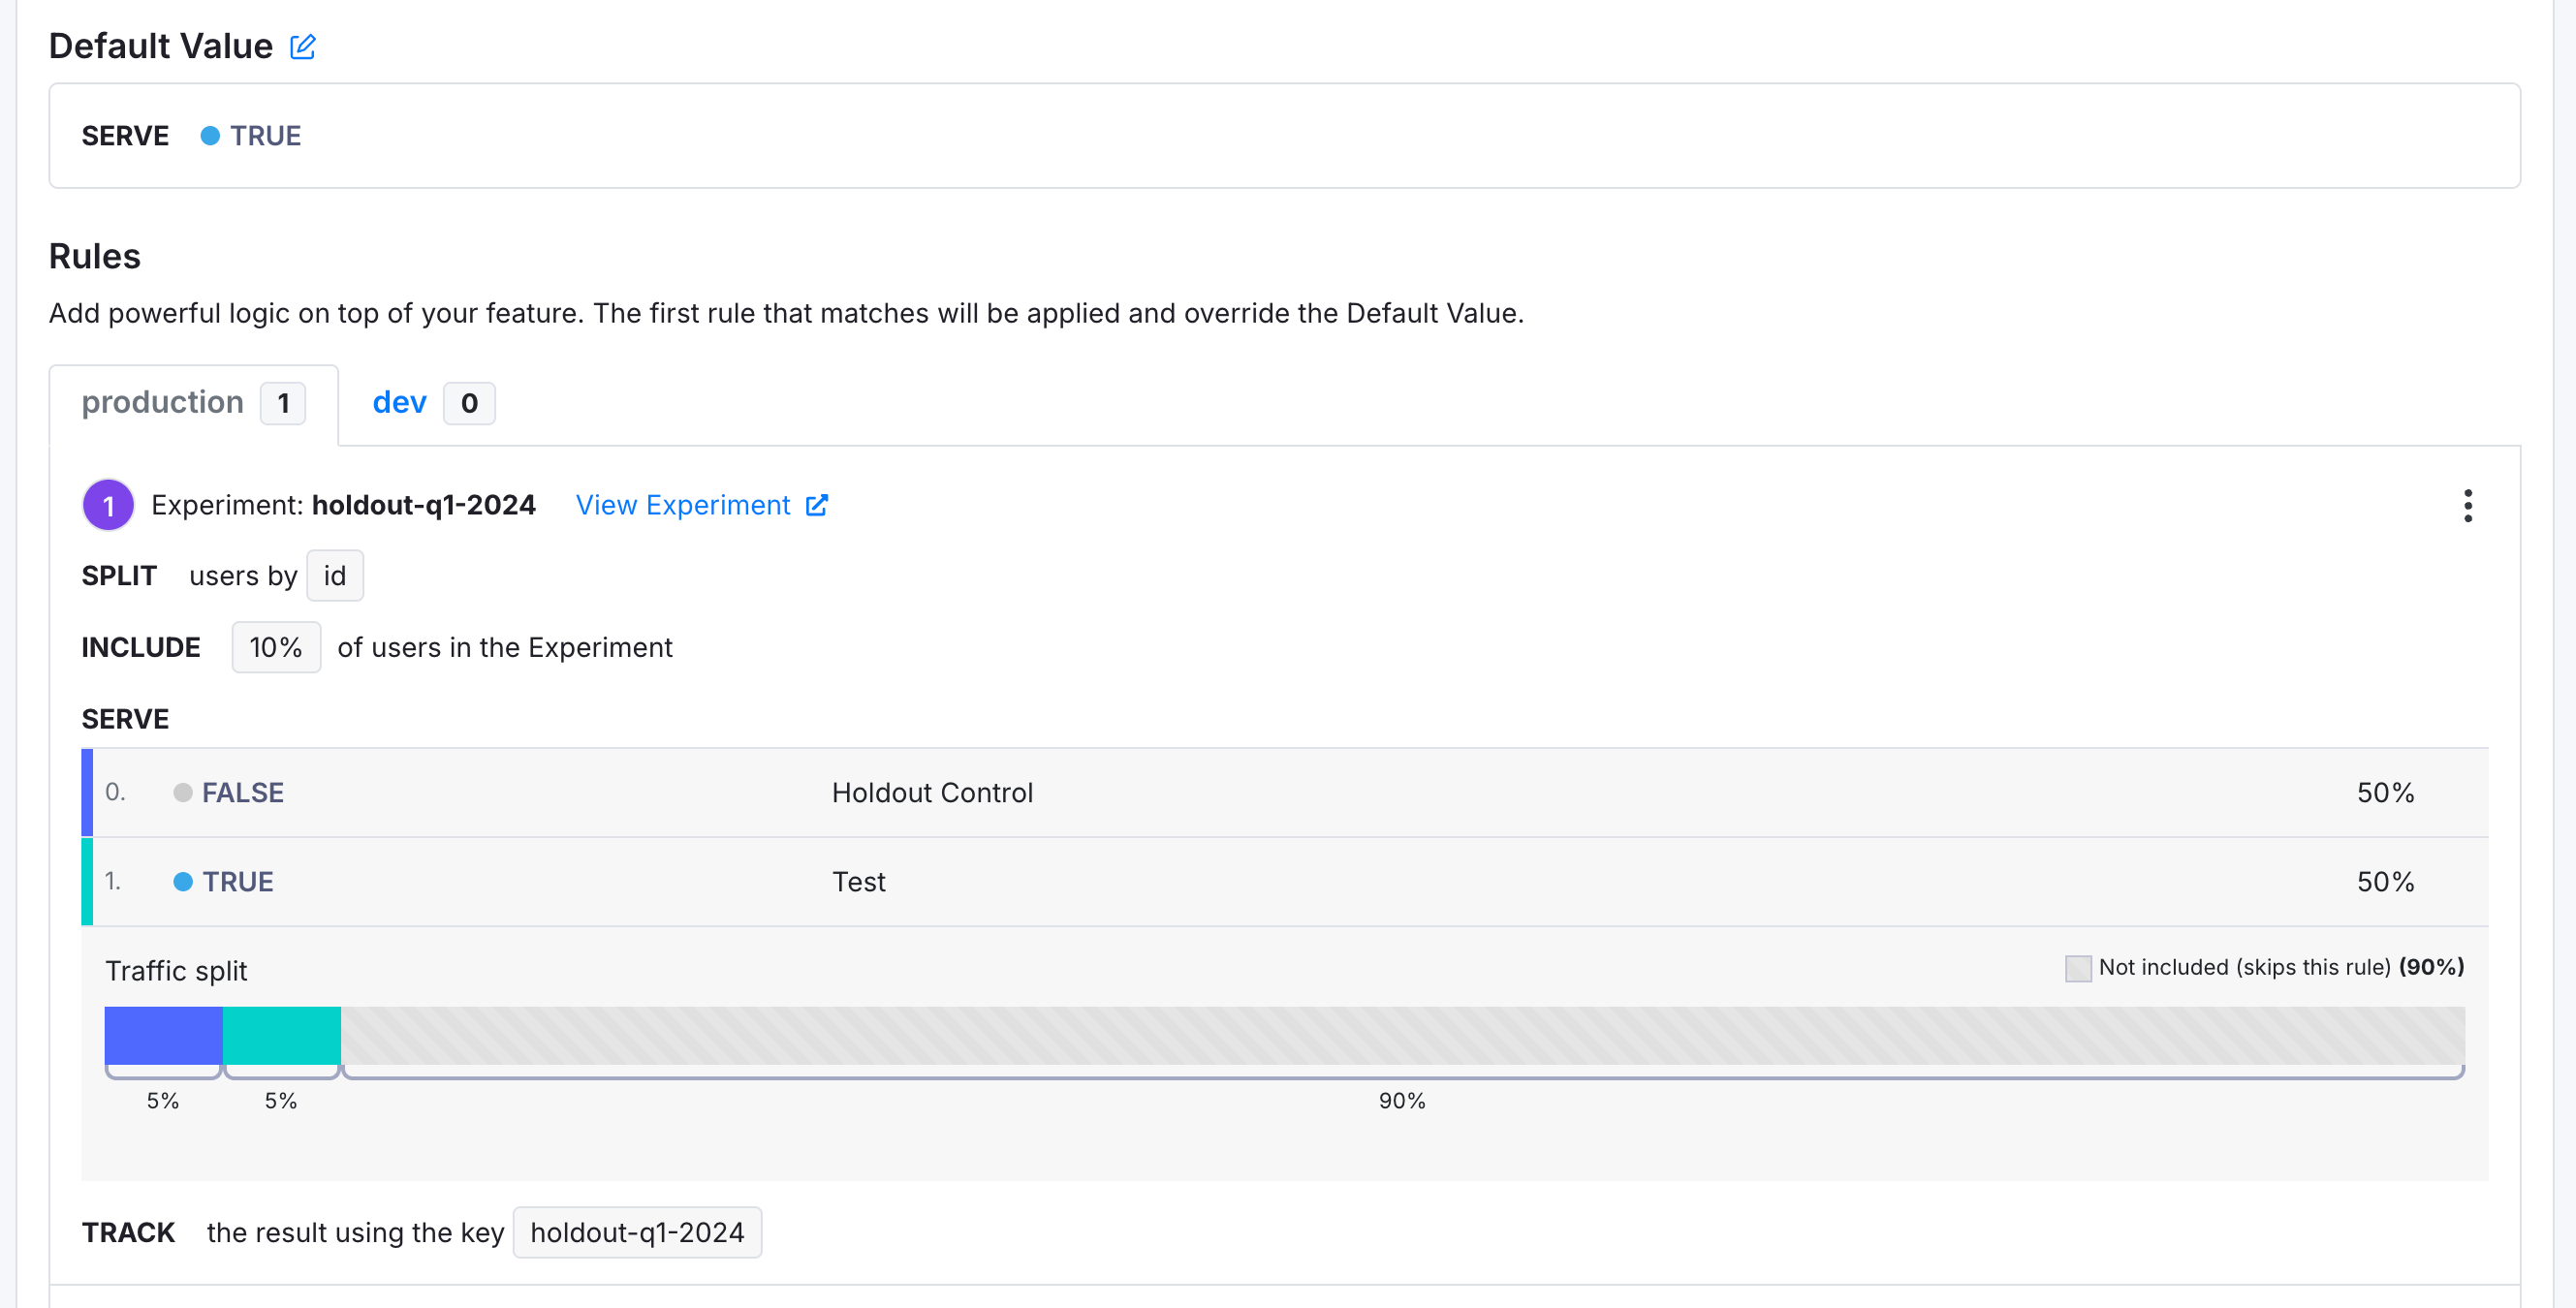 Default Value
SERVE TRUE
Rules
Add powerful logic on top of your feature. The first rule that matches will be applied and override the Default Value.
production 1 dev 0
1 Experiment: holdout-q1-2024 View Experiment
SPLIT users by id
INCLUDE 10% of users in the Experiment
SERVE
0. FALSE Holdout Control 50%
1. TRUE Test 50%
Traffic split Not included (skips this rule) (90%)
5% 5% 90%
TRACK the result using the key holdout-q1-2024